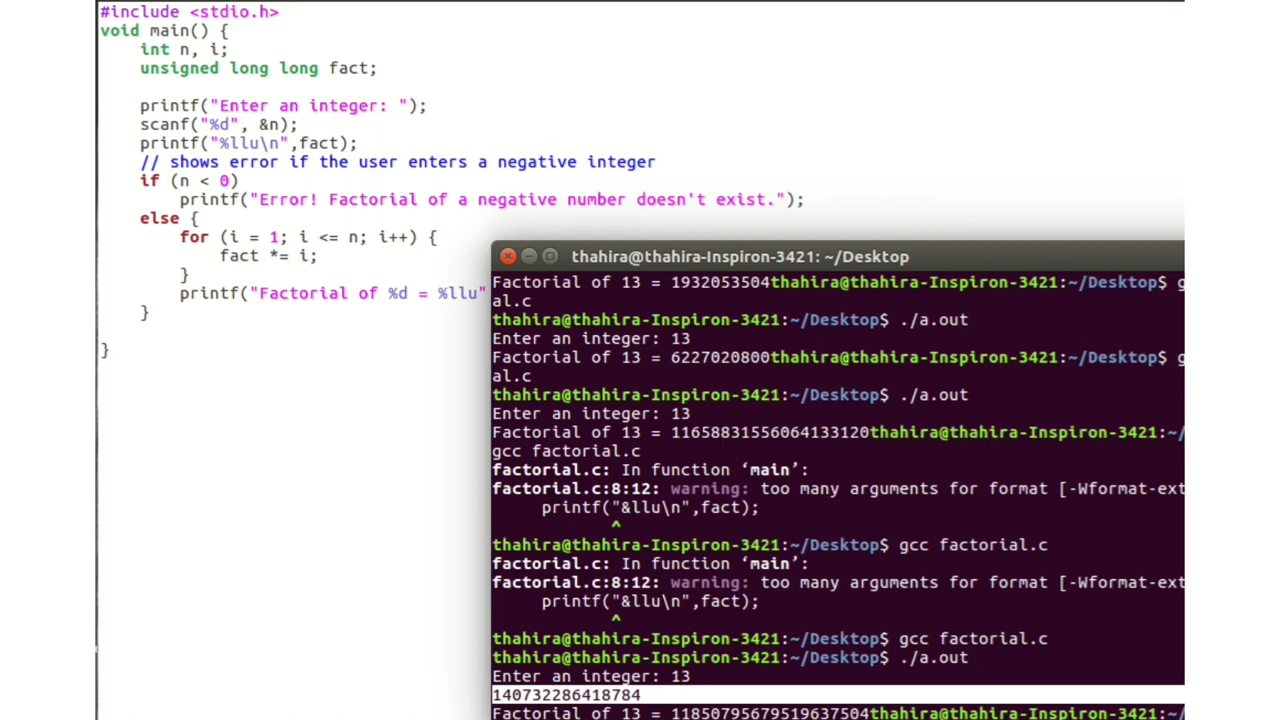 #include <stdio.h>
void main() {
int n, i;
unsigned long long fact;
printf("Enter an integer: ");
scanf("%d", &n);
printf("%llu\n",fact);
// shows error if the user enters a negative integer
if (n < 0)
printf("Error! Factorial of a negative number doesn't exist.");
else {
for (i = 1; i <= n; i++) {
fact *= i;
}
printf("Factorial of %d = %llu"
}
}
thahira@thahira-Inspiron-3421: ~/Desktop
Factorial of 13 = 1932053504thahira@thahira-Inspiron-3421:~/Desktop$ g
al.c
thahira@thahira-Inspiron-3421:~/Desktop$ ./a.out
Enter an integer: 13
Factorial of 13 = 6227020800thahira@thahira-Inspiron-3421:~/Desktop$ g
al.c
thahira@thahira-Inspiron-3421:~/Desktop$ ./a.out
Enter an integer: 13
Factorial of 13 = 11658831556064133120thahira@thahira-Inspiron-3421:~/
gcc factorial.c
factorial.c: In function ‘main’:
factorial.c:8:12: warning: too many arguments for format [-Wformat-ext
printf("&llu\n",fact);
^
thahira@thahira-Inspiron-3421:~/Desktop$ gcc factorial.c
factorial.c: In function ‘main’:
factorial.c:8:12: warning: too many arguments for format [-Wformat-ext
printf("&llu\n",fact);
^
thahira@thahira-Inspiron-3421:~/Desktop$ gcc factorial.c
thahira@thahira-Inspiron-3421:~/Desktop$ ./a.out
Enter an integer: 13
140732286418784
Factorial of 13 = 11850795679519637504thahira@thahira-Inspiron-3421:~/